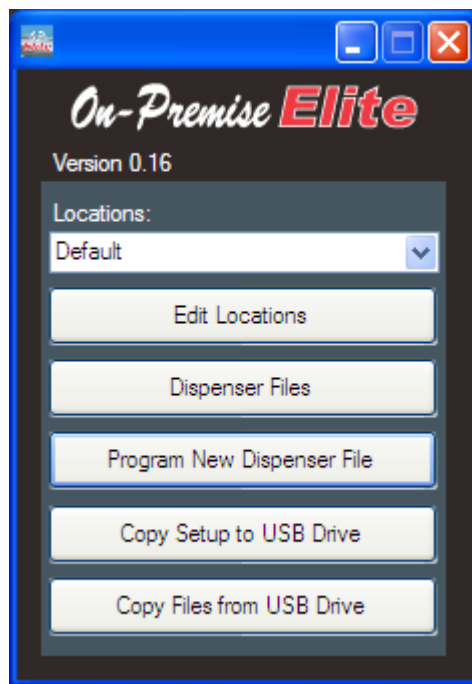 On-Premise Elite
Version 0.16
Locations:
Default
Edit Locations
Dispenser Files
Program New Dispenser File
Copy Setup to USB Drive
Copy Files from USB Drive